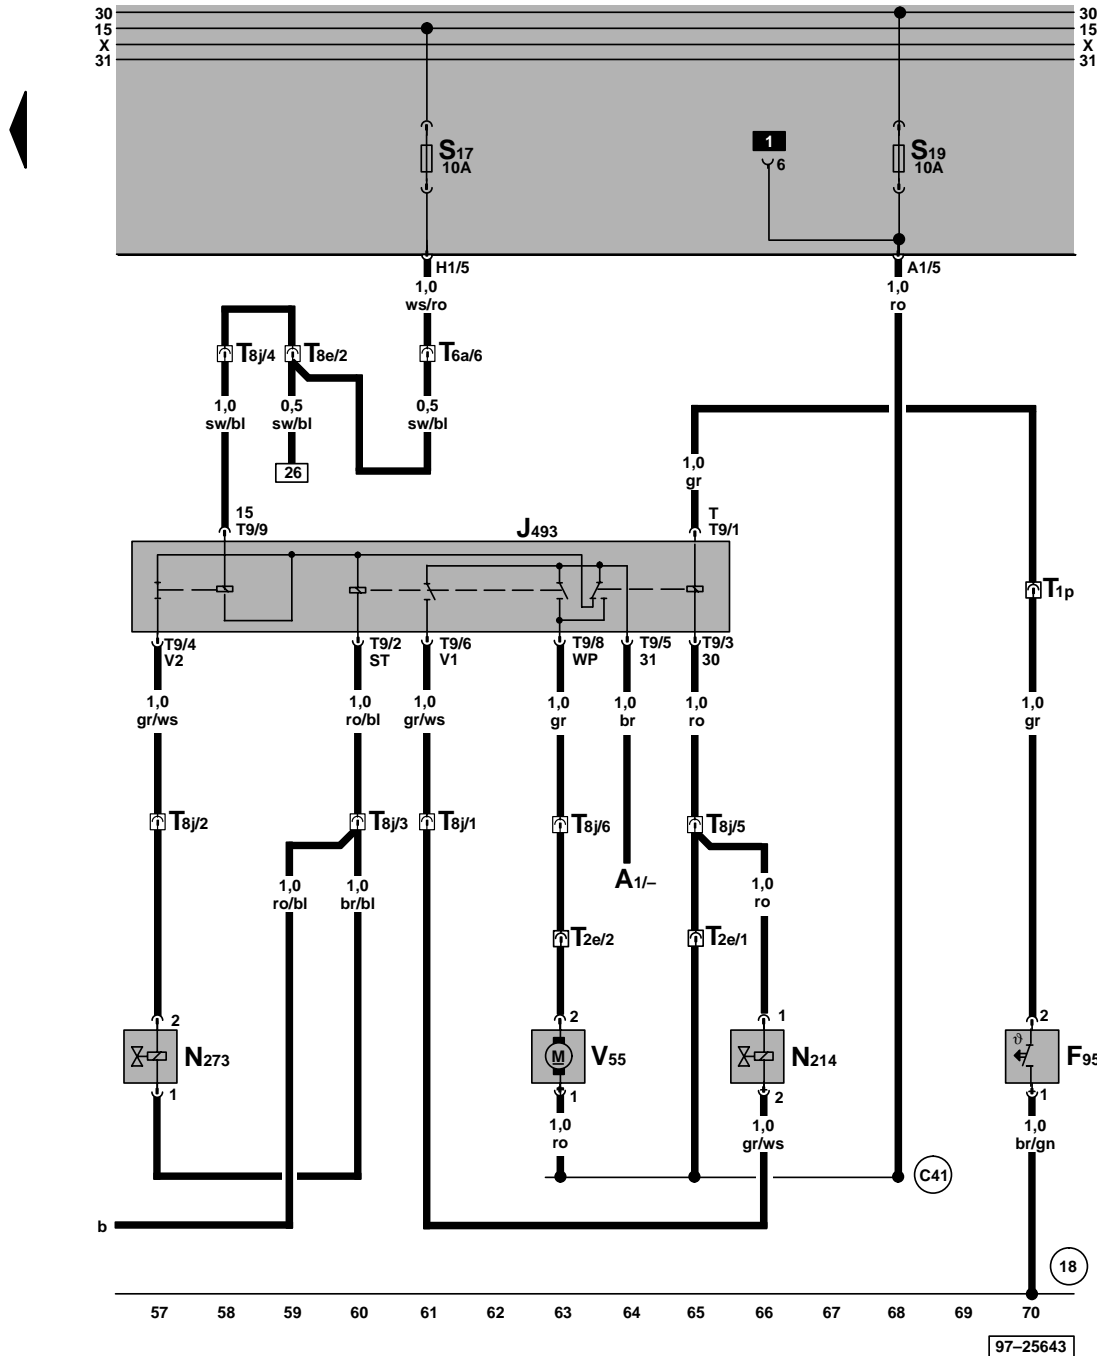 30 30
15 15
X X
31 31
S17
10A
1
6
S19
10A
H1/5
A1/5
1,0
ws/ro
1,0
ro
T8j/4 T8e/2 T6a/6
1,0
sw/bl
0,5
sw/bl
0,5
sw/bl
26
1,0
gr
15
T9/9
J493
T
T9/1
T1p
T9/4
V2
T9/2
ST
T9/6
V1
T9/8
WP
T9/5
31
T9/3
30
1,0
gr/ws
1,0
ro/bl
1,0
gr/ws
1,0
gr
1,0
br
1,0
ro
1,0
gr
T8j/2 T8j/3 T8j/1 T8j/6 T8j/5
1,0
ro/bl
1,0
br/bl
A1/–
1,0
ro
T2e/2 T2e/1
2 2 1 2
N273
M
V55
N214
ϑ
F95
1 1 2 1
1,0
ro
1,0
gr/ws
1,0
br/gn
C41
b
18
57 58 59 60 61 62 63 64 65 66 67 68 69 70
97–25643